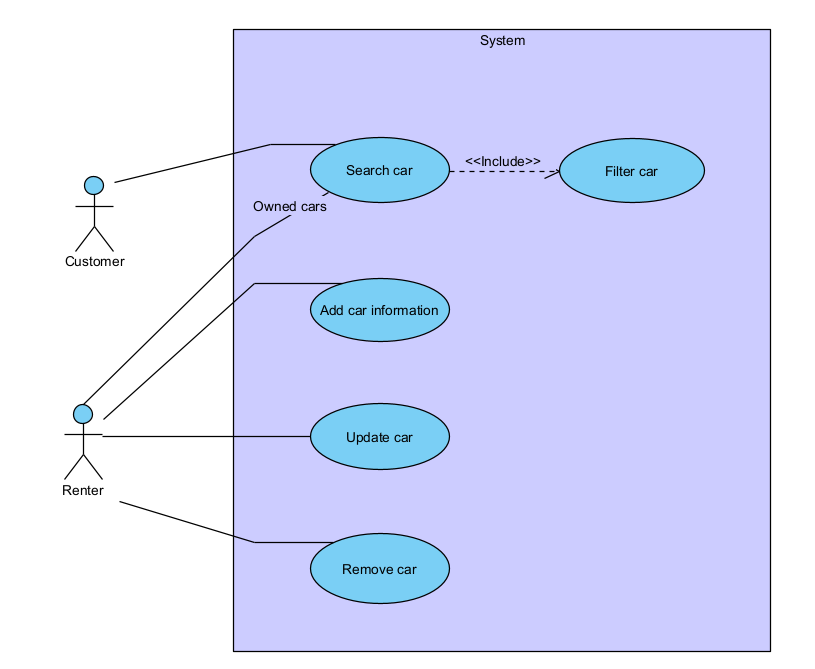 System
Search car
<<Include>>
Filter car
Owned cars
Customer
Add car information
Update car
Renter
Remove car